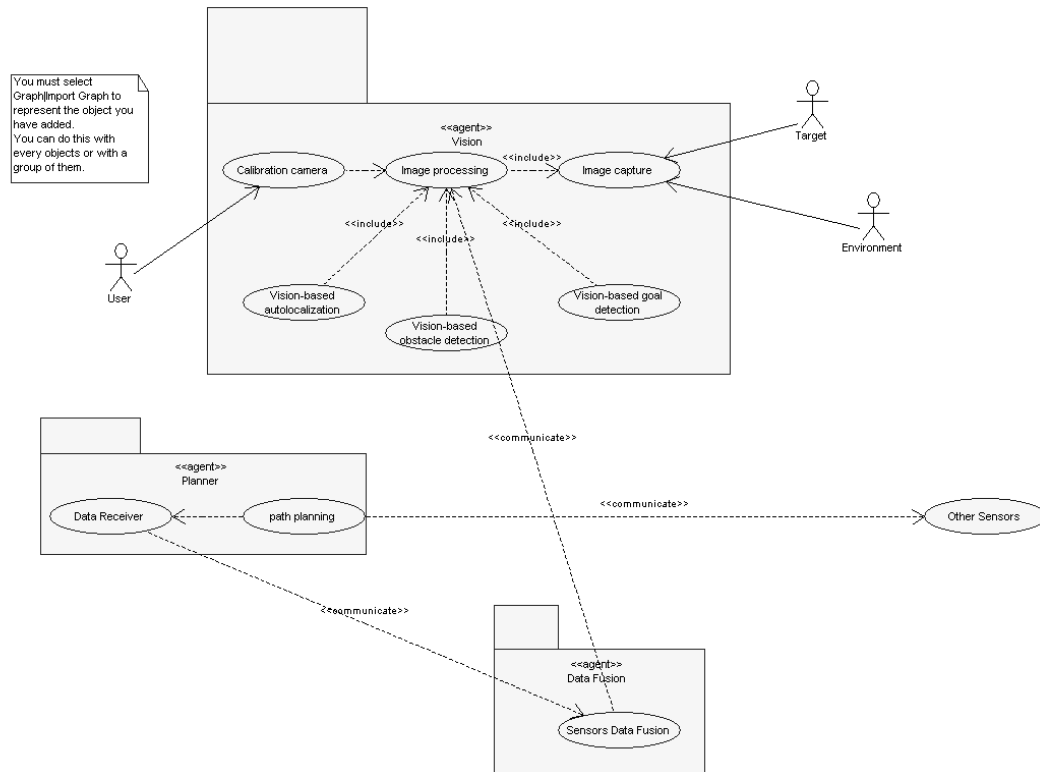 You must select
Graph|Import Graph to
represent the object you
have added.
You can do this with
every objects or with a
group of them.
<<agent>>
Vision
Target
Calibration camera
Image processing
<<include>>
Image capture
Environment
<<include>>
<<include>>
<<include>>
User
Vision-based
autolocalization
Vision-based
obstacle detection
Vision-based goal
detection
<<communicate>>
<<agent>>
Planner
Data Receiver
path planning
<<communicate>>
Other Sensors
<<communicate>>
<<agent>>
Data Fusion
Sensors Data Fusion